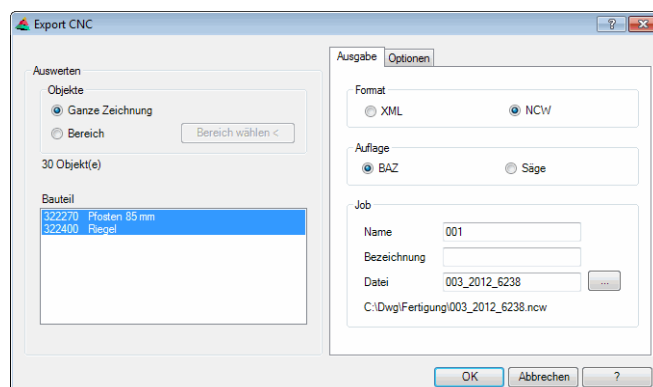 Export CNC
Auswerten
Objekte
Ganze Zeichnung
Bereich
Bereich wählen <
30 Objekt(e)
Bauteil
322270 Pfosten 85 mm
322400 Riegel
Ausgabe
Optionen
Format
XML
NCW
Auflage
BAZ
Säge
Job
Name
001
Bezeichnung
Datei
003_2012_6238
...
C:\Dwg\Fertigung\003_2012_6238.ncw
OK
Abbrechen
?